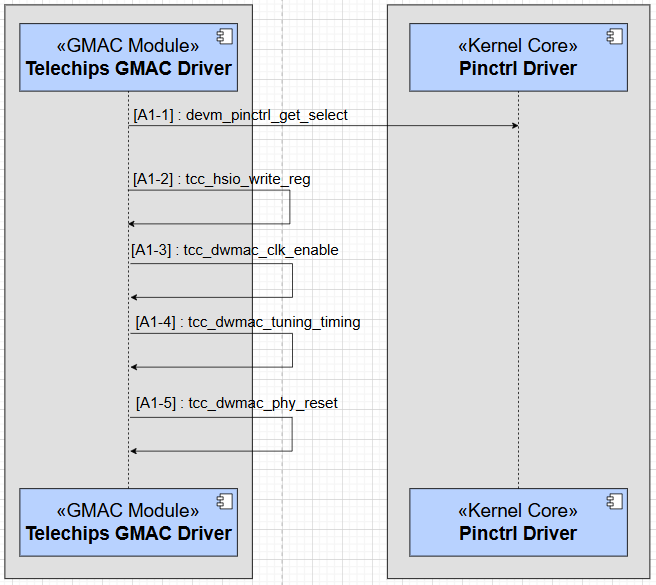 «GMAC Module»
Telechips GMAC Driver
«Kernel Core»
Pinctrl Driver
[A1-1] : devm_pinctrl_get_select
[A1-2] : tcc_hsio_write_reg
[A1-3] : tcc_dwmac_clk_enable
[A1-4] : tcc_dwmac_tuning_timing
[A1-5] : tcc_dwmac_phy_reset
«GMAC Module»
Telechips GMAC Driver
«Kernel Core»
Pinctrl Driver